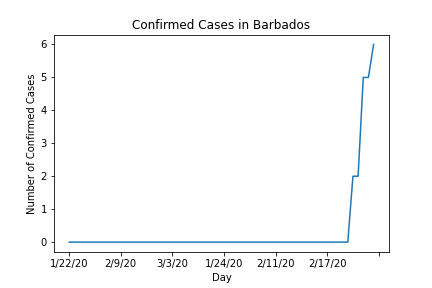 Confirmed Cases in Barbados
6
5
4
3
2
1
0
Number of Confirmed Cases
1/22/20 2/9/20 3/3/20 1/24/20 2/11/20 2/17/20
Day